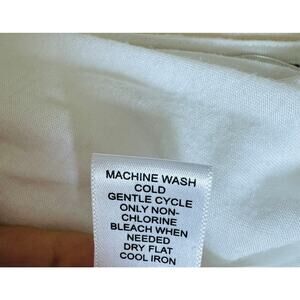 MACHINE WASH
COLD
GENTLE CYCLE
ONLY NON-
CHLORINE
BLEACH WHEN
NEEDED
DRY FLAT
COOL IRON